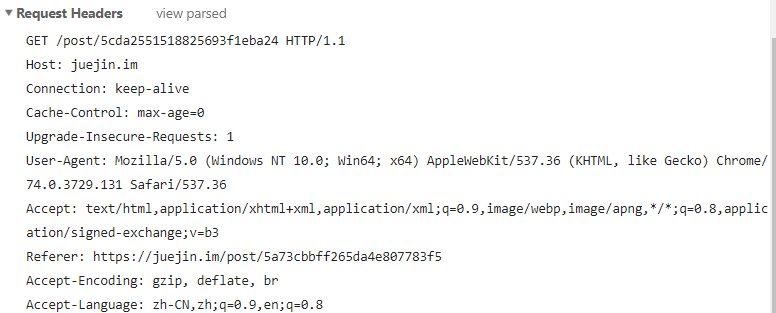 Request Headers view parsed
GET /post/5cda2551518825693f1eba24 HTTP/1.1
Host: juejin.im
Connection: keep-alive
Cache-Control: max-age=0
Upgrade-Insecure-Requests: 1
User-Agent: Mozilla/5.0 (Windows NT 10.0; Win64; x64) AppleWebKit/537.36 (KHTML, like Gecko) Chrome/
74.0.3729.131 Safari/537.36
Accept: text/html,application/xhtml+xml,application/xml;q=0.9,image/webp,image/apng,*/*;q=0.8,applic
ation/signed-exchange;v=b3
Referer: https://juejin.im/post/5a73cbbff265da4e807783f5
Accept-Encoding: gzip, deflate, br
Accept-Language: zh-CN,zh;q=0.9,en;q=0.8